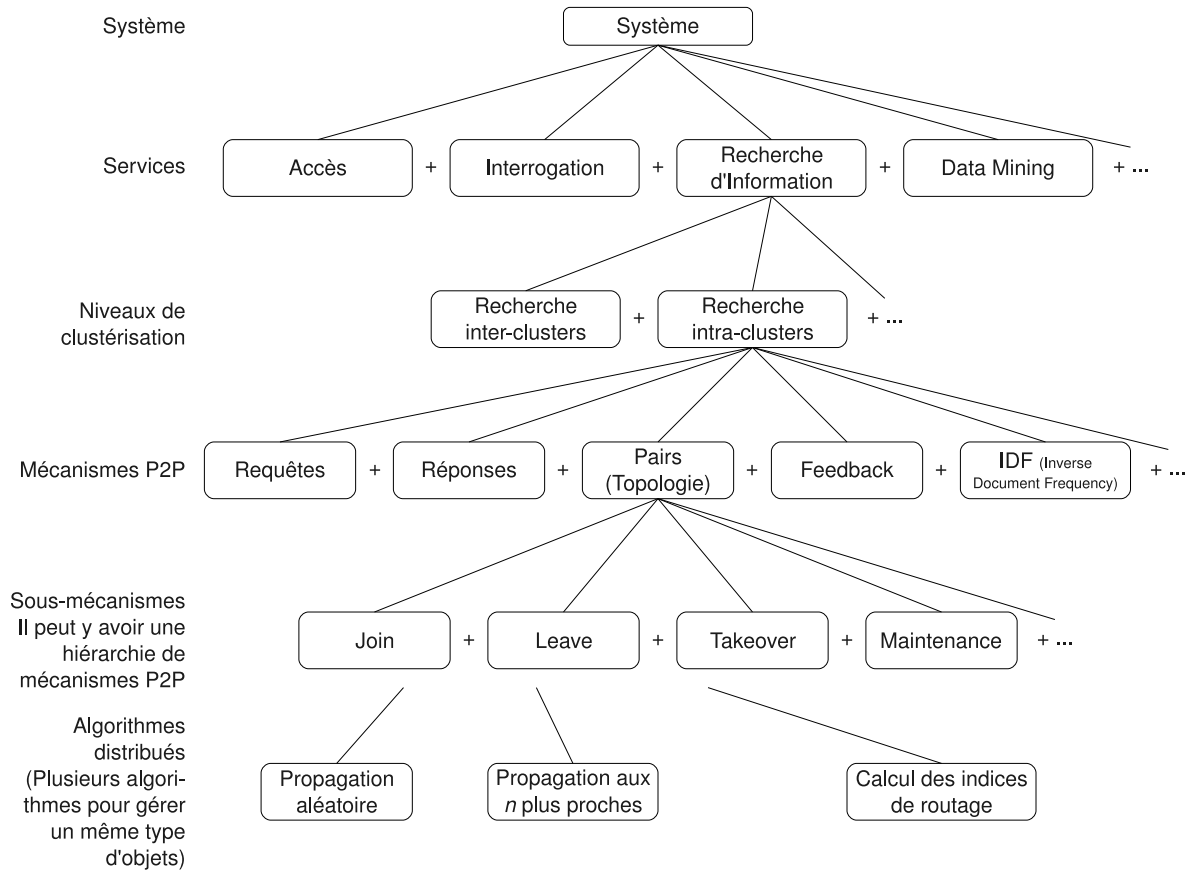 Système
Système
Services
Accès
+
Interrogation
+
Recherche
d'Information
+
Data Mining
+ ...
Niveaux de
clustérisation
Recherche
inter-clusters
+
Recherche
intra-clusters
+ ...
Mécanismes P2P
Requêtes
+
Réponses
+
Pairs
(Topologie)
+
Feedback
+
IDF (Inverse
Document Frequency)
+ ...
Sous-mécanismes
Il peut y avoir une
hiérarchie de
mécanismes P2P
Join
+
Leave
+
Takeover
+
Maintenance
+ ...
Algorithmes
distribués
(Plusieurs algori-
thmes pour gérer
un même type
d'objets)
Propagation
aléatoire
Propagation aux
n plus proches
Calcul des indices
de routage